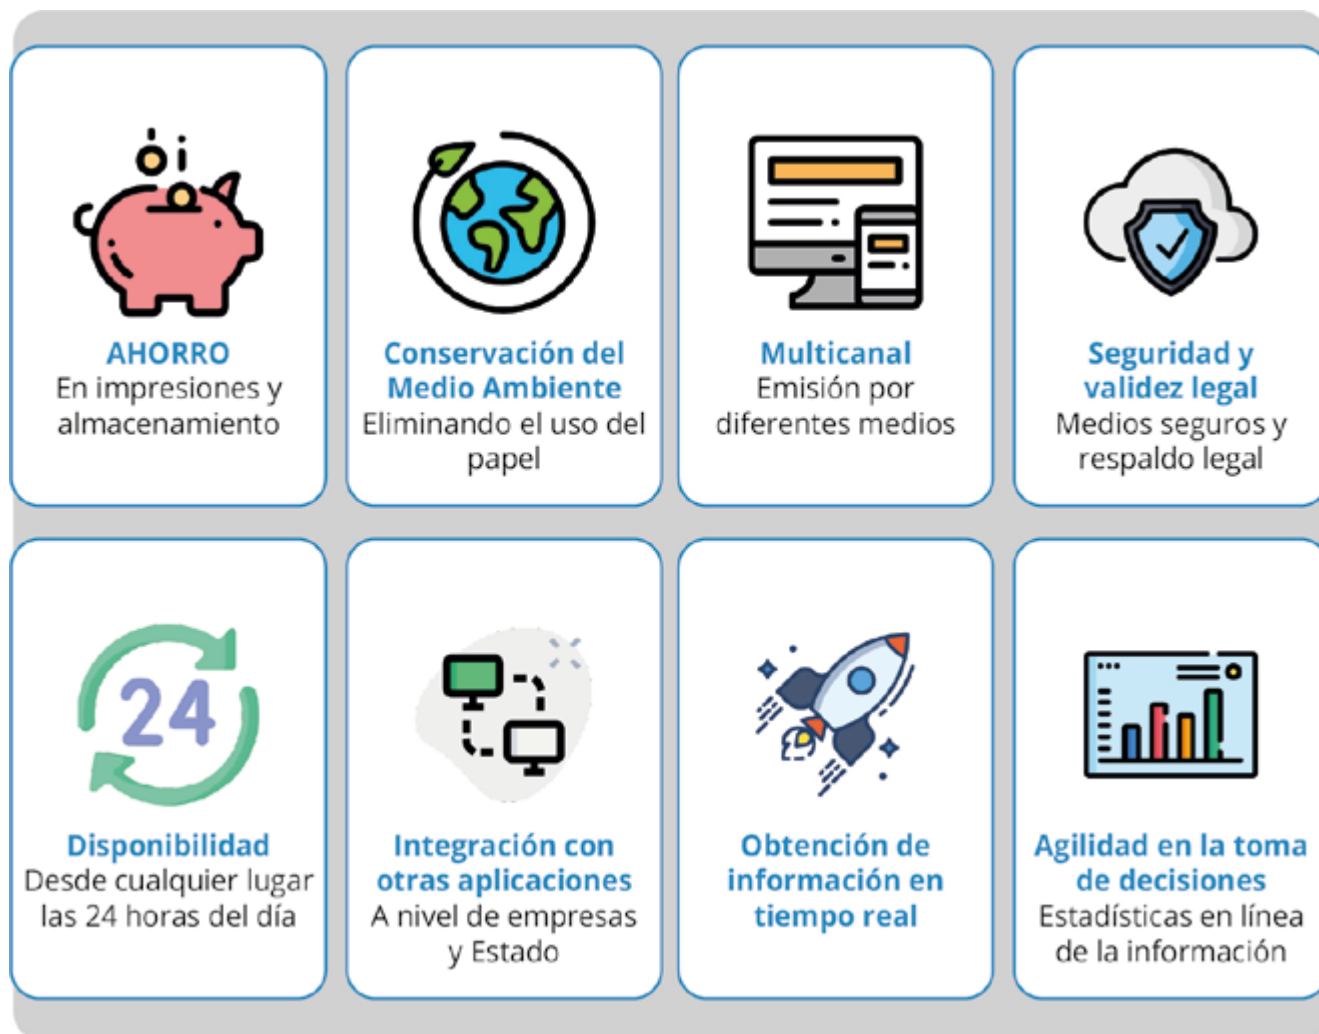 AHORRO
En impresiones y
almacenamiento
Conservación del
Medio Ambiente
Eliminando el uso del
papel
Multicanal
Emisión por
diferentes medios
Seguridad y
validez legal
Medios seguros y
respaldo legal
24
Disponibilidad
Desde cualquier lugar
las 24 horas del día
Integración con
otras aplicaciones
A nivel de empresas
y Estado
Obtención de
información en
tiempo real
Agilidad en la toma
de decisiones
Estadísticas en línea
de la información